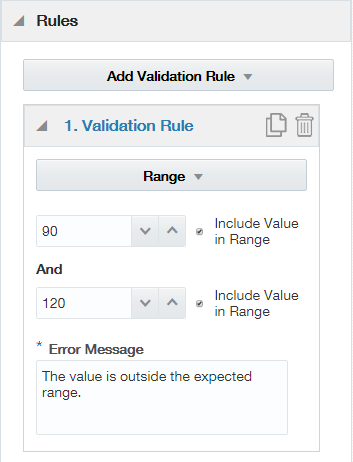 Rules
Add Validation Rule
1. Validation Rule
Range
90
Include Value
in Range
And
120
Include Value
in Range
* Error Message
The value is outside the expected
range.